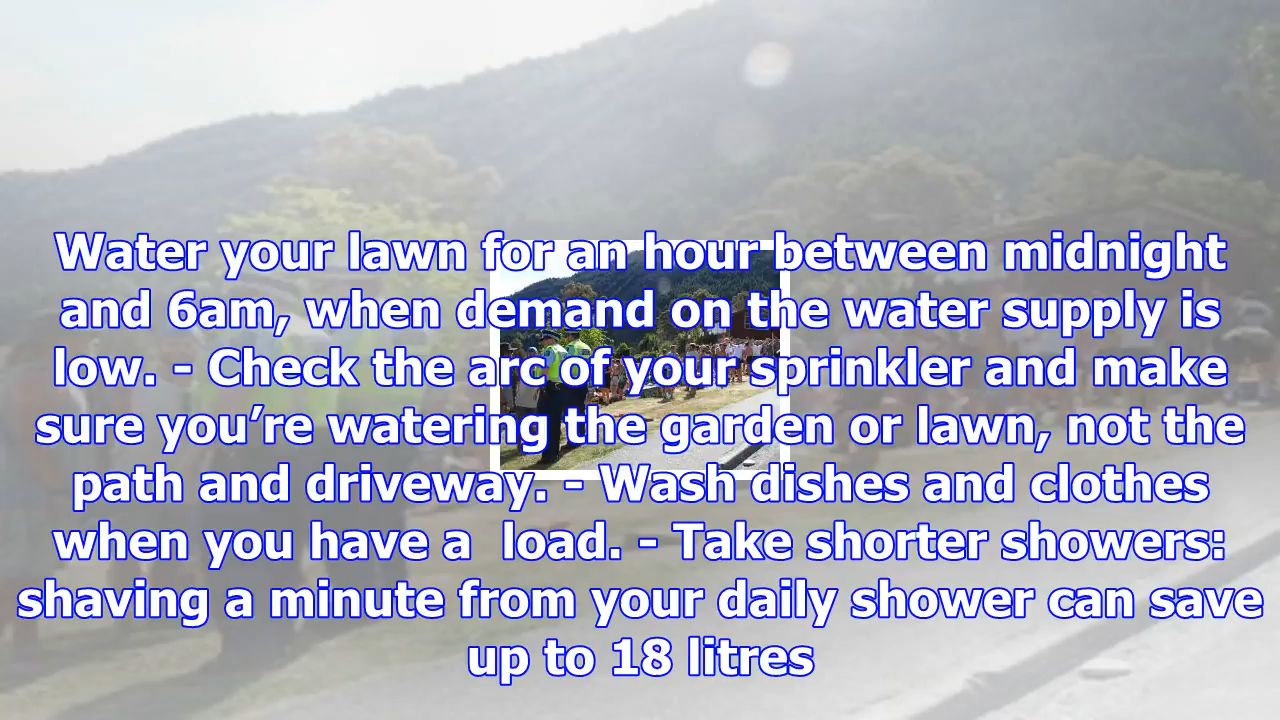 Water your lawn for an hour between midnight
and 6am, when demand on the water supply is
low. - Check the arc of your sprinkler and make
sure you’re watering the garden or lawn, not the
path and driveway. - Wash dishes and clothes
when you have a  load. - Take shorter showers:
shaving a minute from your daily shower can save
up to 18 litres